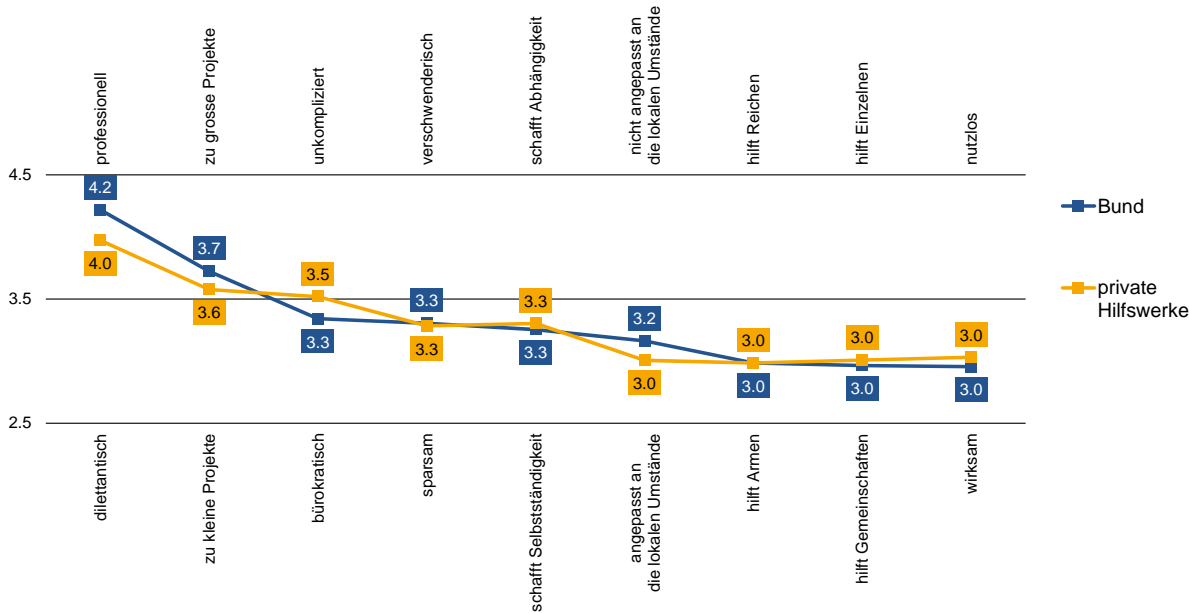 professionell
zu grosse Projekte
unkompliziert
verschwenderisch
schafft Abhängigkeit
nicht angepasst an
die lokalen Umstände
hilft Reichen
hilft Einzelnen
nutzlos
4.5
3.5
2.5
4.2
3.7
3.3
3.3
3.3
3.2
3.0
3.0
3.0
4.0
3.6
3.5
3.3
3.3
3.0
3.0
3.0
3.0
Bund
private
Hilfswerke
dilettantisch
zu kleine Projekte
bürokratisch
sparsam
schafft Selbstständigkeit
angepasst an
die lokalen Umstände
hilft Armen
hilft Gemeinschaften
wirksam